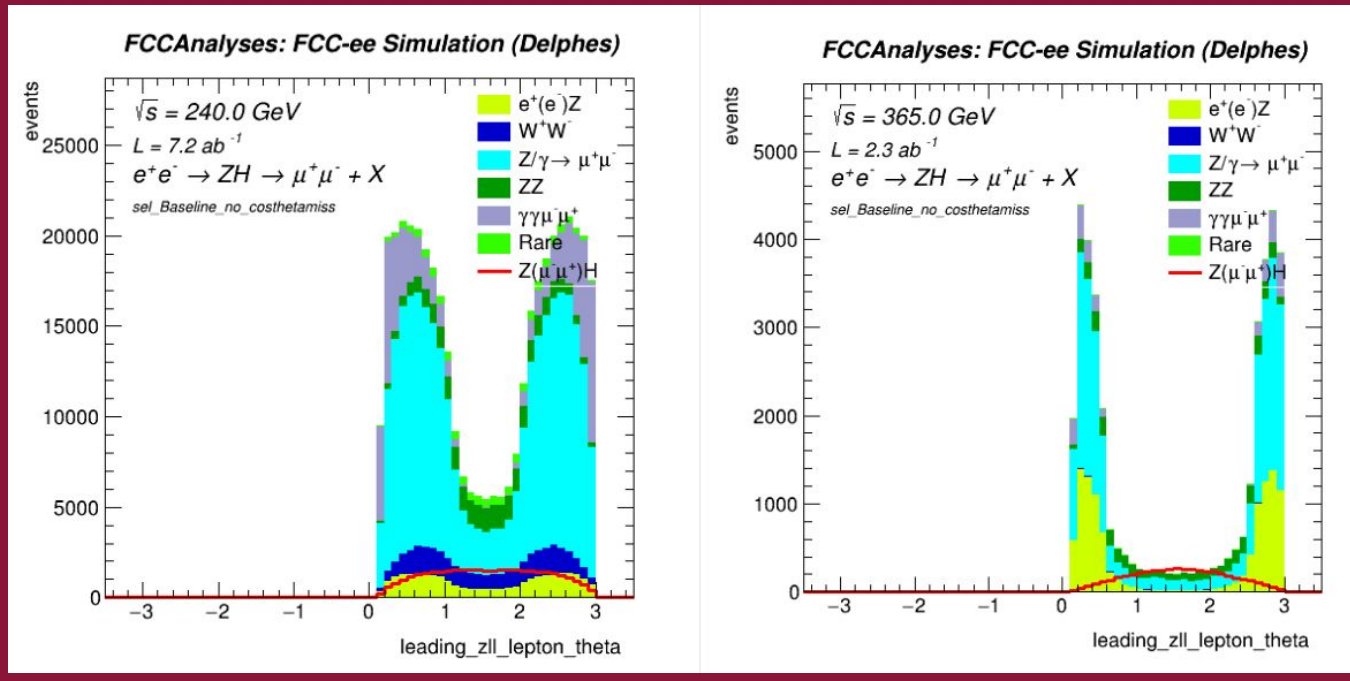 FCCAnalyses: FCC-ee Simulation (Delphes)
events
√s = 240.0 GeV
L = 7.2 ab⁻¹
e⁺e⁻ → ZH → μ⁺μ⁻ + X
sel_Baseline_no_costhetamiss
e⁺(e⁻)Z
W⁺W⁻
Z/γ→ μ⁺μ⁻
ZZ
γγμ⁻μ⁺
Rare
Z(μ⁻μ⁺)H
25000
20000
15000
10000
5000
0
−3 −2 −1 0 1 2 3
leading_zll_lepton_theta
FCCAnalyses: FCC-ee Simulation (Delphes)
events
√s = 365.0 GeV
L = 2.3 ab⁻¹
e⁺e⁻ → ZH → μ⁺μ⁻ + X
sel_Baseline_no_costhetamiss
e⁺(e⁻)Z
W⁺W⁻
Z/γ→ μ⁺μ⁻
ZZ
γγμ⁻μ⁺
Rare
Z(μ⁻μ⁺)H
5000
4000
3000
2000
1000
0
−3 −2 −1 0 1 2 3
leading_zll_lepton_theta